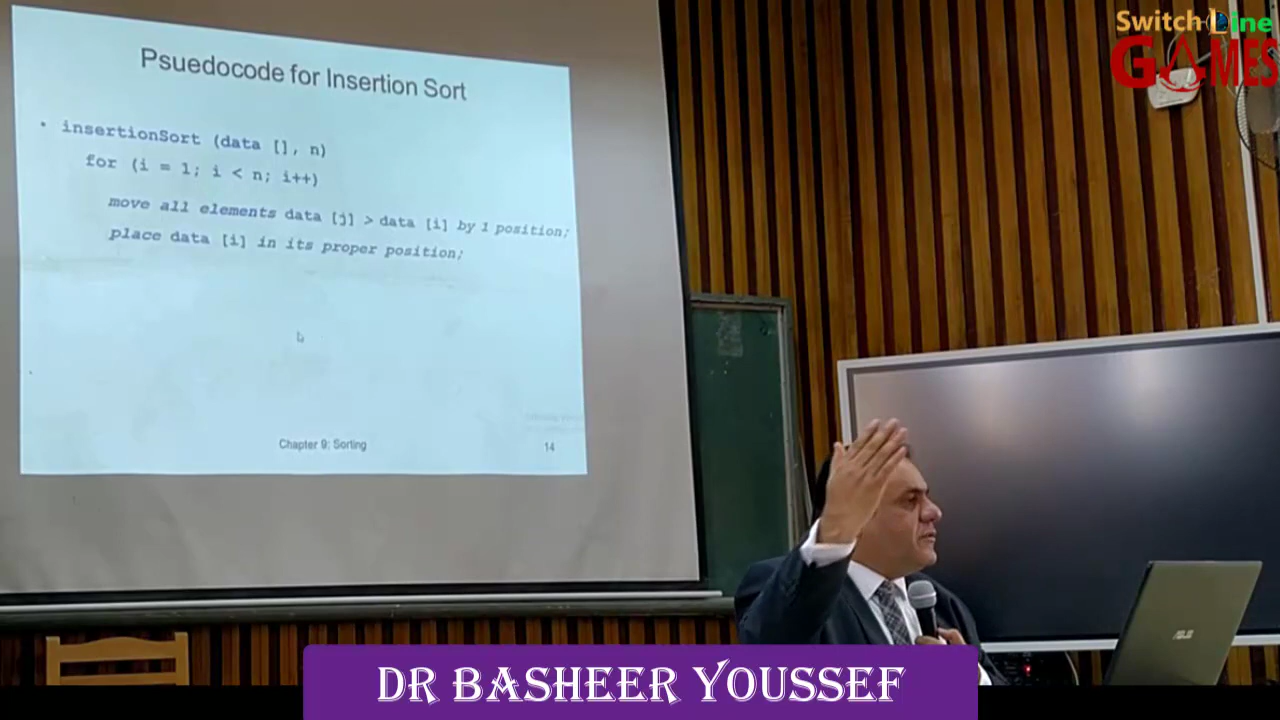 Switch Line
GAMES
Psuedocode for Insertion Sort
• insertionSort (data [], n)
for (i = 1; i < n; i++)
move all elements data [j] > data [i] by 1 position;
place data [i] in its proper position;
Chapter 9: Sorting
14
ASUS
DR BASHEER YOUSSEF